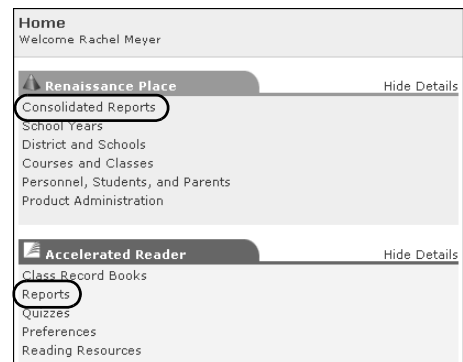 Home
Welcome Rachel Meyer
Renaissance Place Hide Details
Consolidated Reports
School Years
District and Schools
Courses and Classes
Personnel, Students, and Parents
Product Administration
Accelerated Reader Hide Details
Class Record Books
Reports
Quizzes
Preferences
Reading Resources